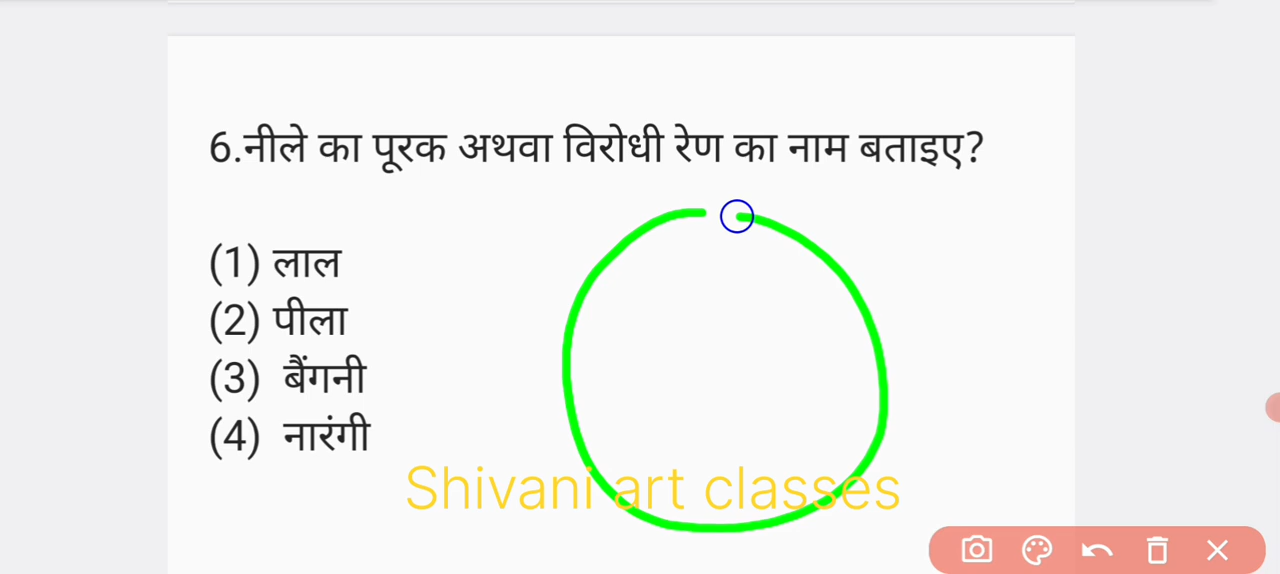 6.नीले का पूरक अथवा विरोधी रेण का नाम बताइए?
(1) लाल
(2) पीला
(3) बैंगनी
(4) नारंगी
Shivani art classes